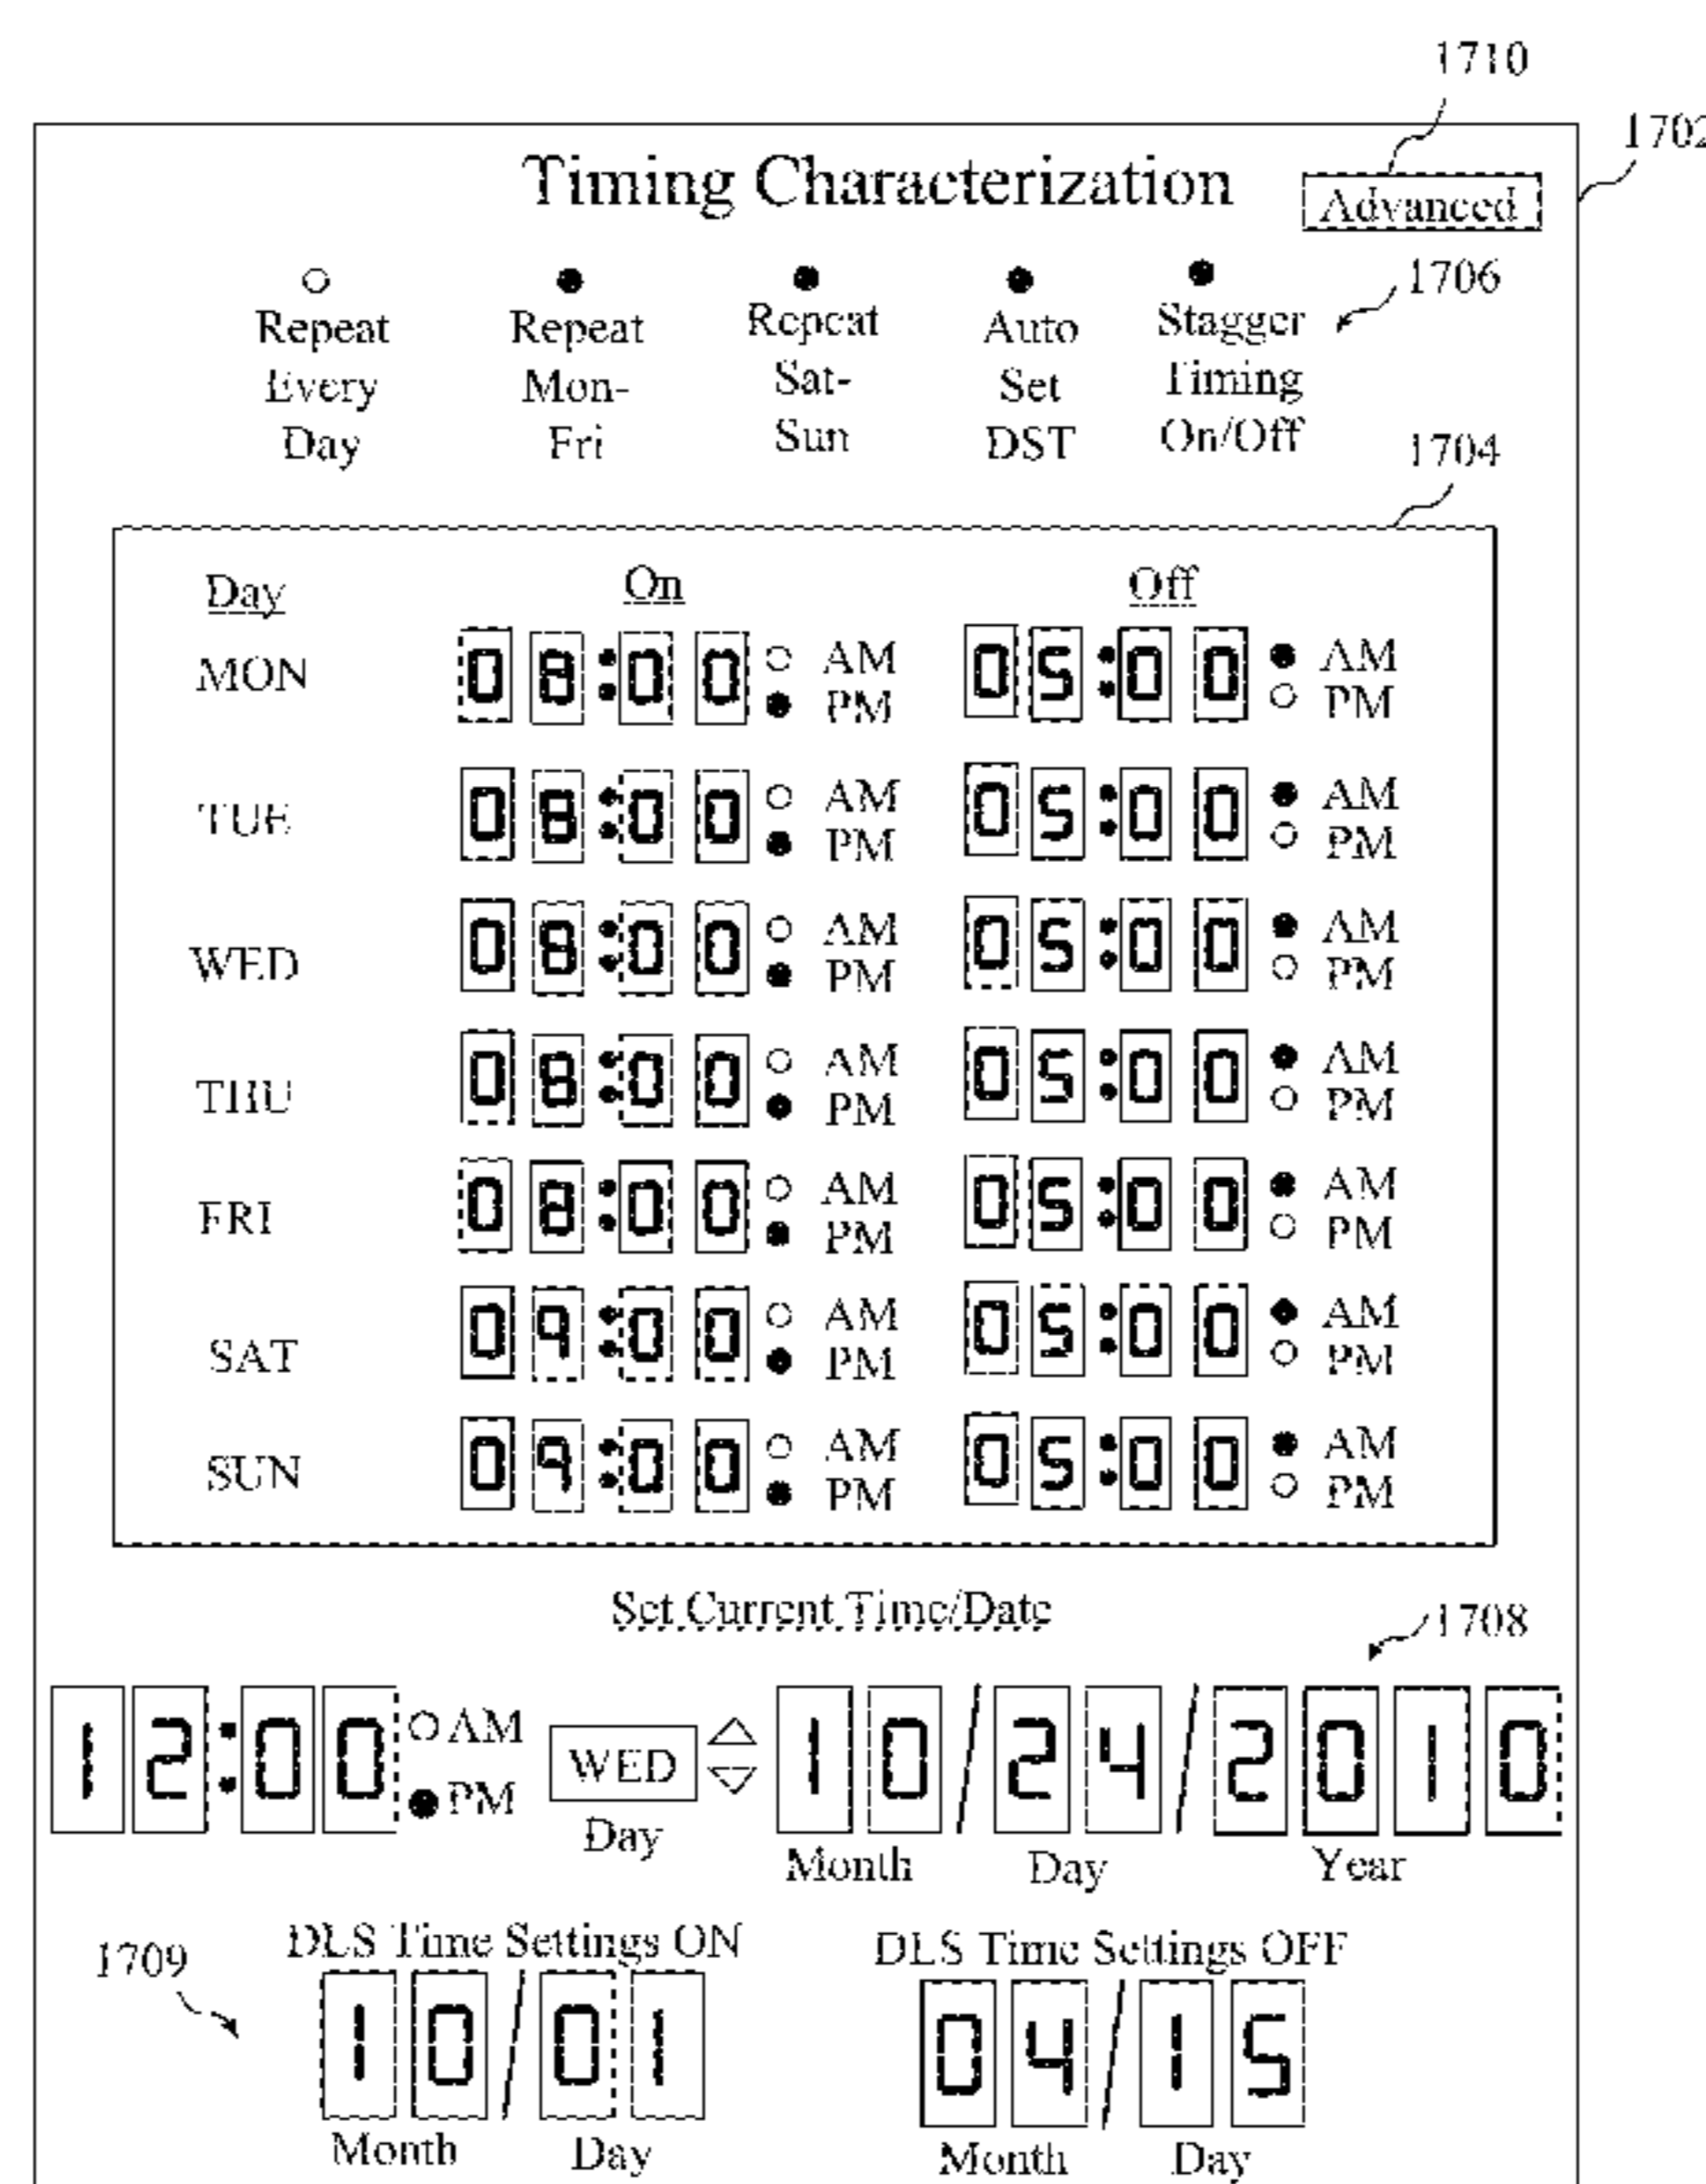 1710
1702
Timing Characterization
Advanced
1706
Repeat Every Day
Repeat Mon- Fri
Repeat Sat- Sun
Auto Set DST
Stagger Timing On/Off
1704
Day On Off
MON 08:00 AM PM 05:00 AM PM
TUE 08:00 AM PM 05:00 AM PM
WED 08:00 AM PM 05:00 AM PM
THU 08:00 AM PM 05:00 AM PM
FRI 08:00 AM PM 05:00 AM PM
SAT 09:00 AM PM 05:00 AM PM
SUN 09:00 AM PM 05:00 AM PM
Set Current Time/Date
1708
12:00 AM PM WED 10/24/2010
Day Month Day Year
1709
DLS Time Settings ON DLS Time Settings OFF
10/01 04/15
Month Day Month Day